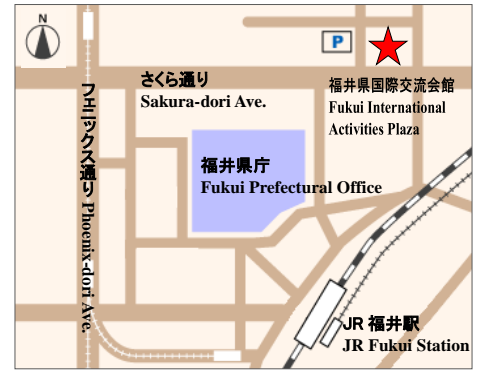 N
P
さくら通り
Sakura-dori Ave.
福井県国際交流会館
Fukui International
Activities Plaza
フェニックス通り Phoenix-dori Ave.
福井県庁
Fukui Prefectural Office
JR 福井駅
JR Fukui Station